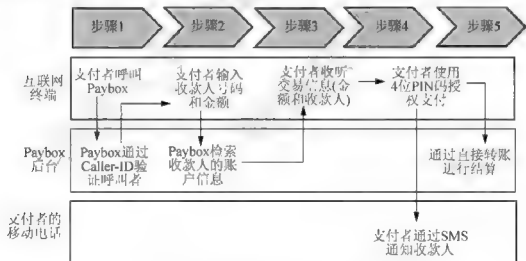 步骤1
步骤2
步骤3
步骤4
步骤5
互联网
终端
支付者呼叫
Paybox
支付者输入
收款人号码
和金额
支付者收听
交易信息(金
额和收款人)
支付者使用
4位PIN码授
权支付
Paybox
后台
Paybox通过
Caller-ID验
证呼叫者
Paybox检索
收款人的账
户信息
通过直接转账
进行结算
支付者的
移动电话
支付者通过SMS
通知收款人